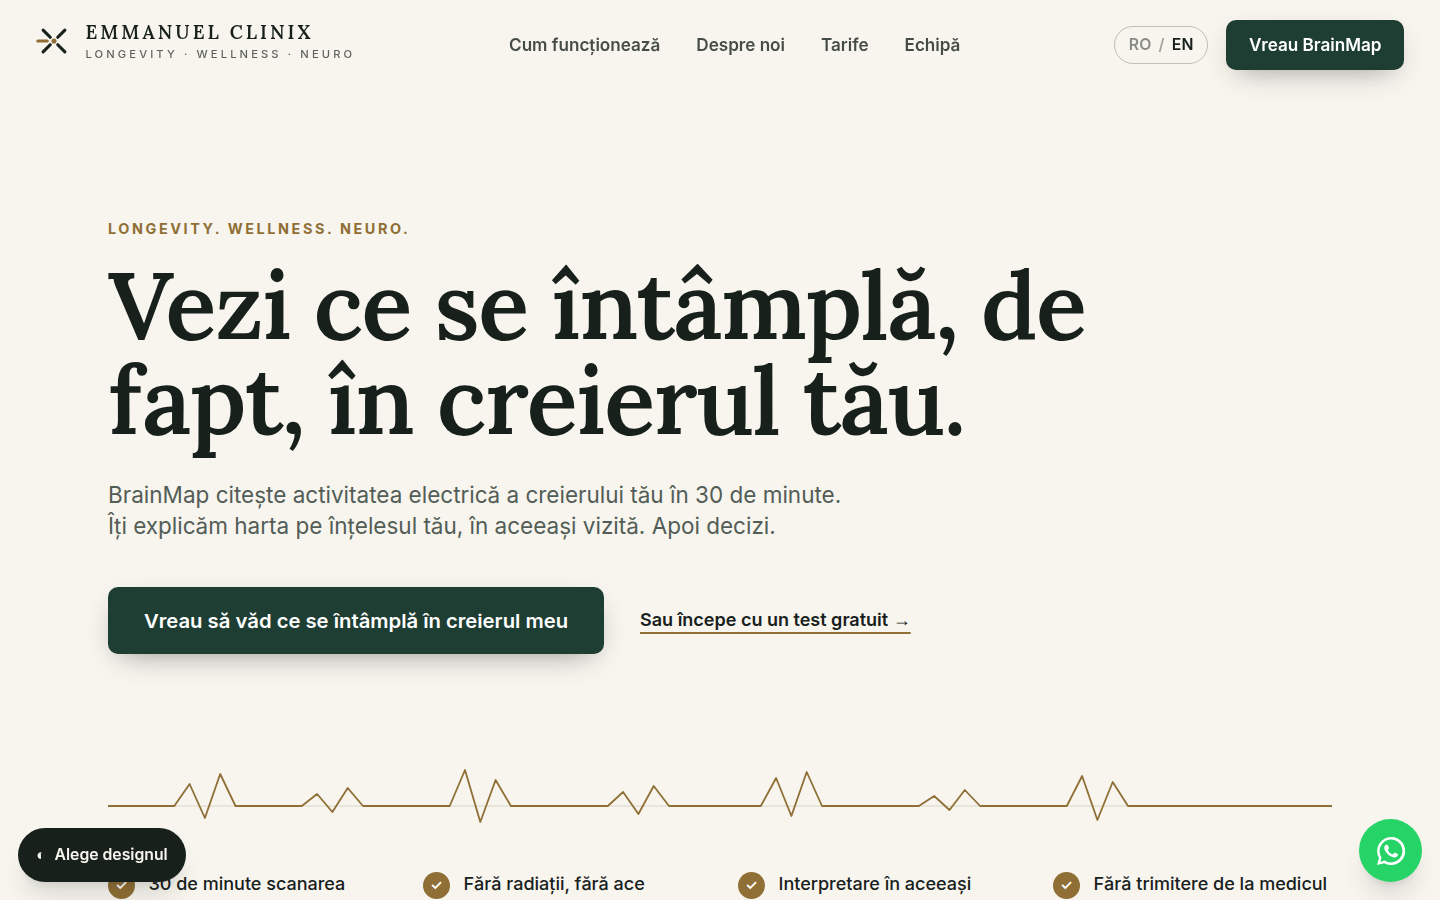 EMMANUEL CLINIX
LONGEVITY · WELLNESS · NEURO
Cum funcționează
Despre noi
Tarife
Echipă
RO / EN
Vreau BrainMap
LONGEVITY. WELLNESS. NEURO.
Vezi ce se întâmplă, de
fapt, în creierul tău.
BrainMap citește activitatea electrică a creierului tău în 30 de minute.
Îți explicăm harta pe înțelesul tău, în aceeași vizită. Apoi decizi.
Vreau să văd ce se întâmplă în creierul meu
Sau începe cu un test gratuit →
Alege designul
30 de minute scanarea
Fără radiații, fără ace
Interpretare în aceeași
Fără trimitere de la medicul